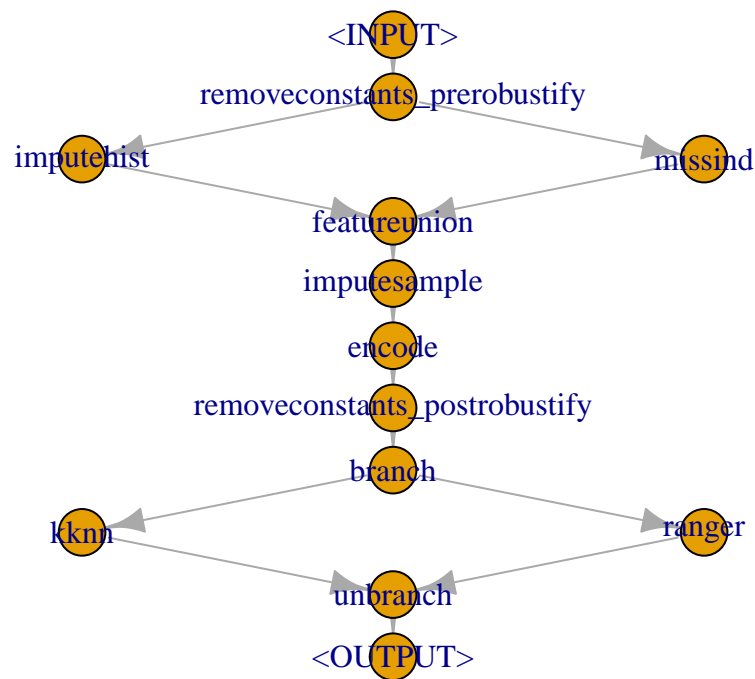 <INPUT>
removeconstants_prerobustify
imputehist
missind
featureunion
imputesample
encode
removeconstants_postrobustify
branch
kknn
ranger
unbranch
<OUTPUT>